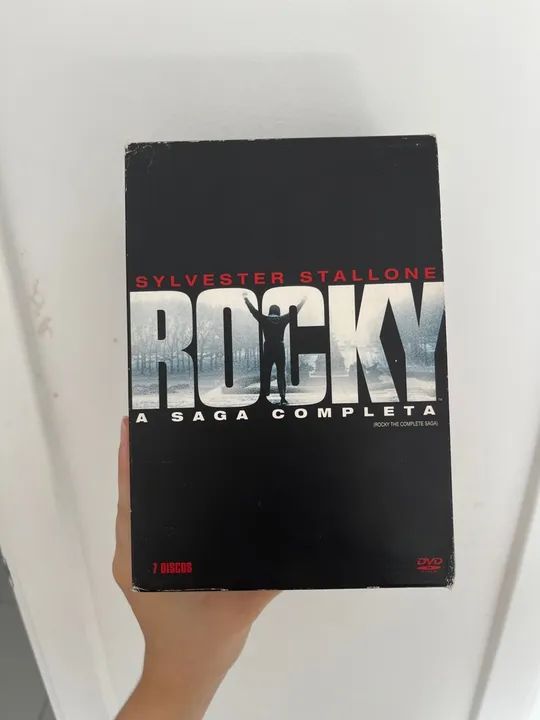 SYLVESTER STALLONE
ROCKY
A SAGA COMPLETA
(ROCKY THE COMPLETE SAGA)
7 DISCOS
DVD